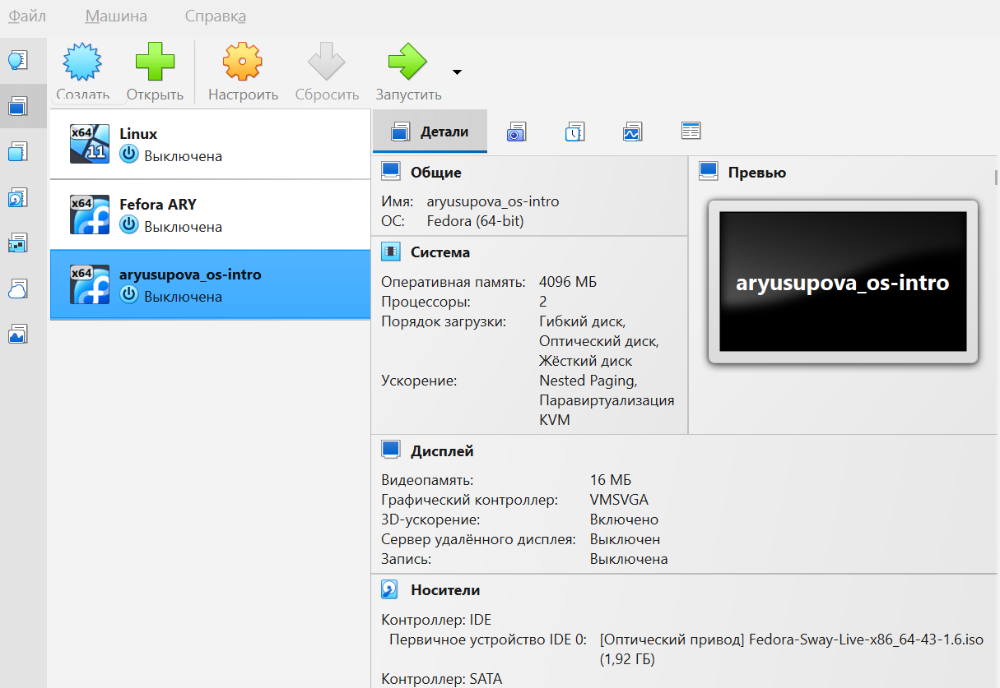 Файл Машина Справка
Создать Открыть Настроить Сбросить Запустить
x64 11 Linux
Выключена
x64 Fefora ARY
Выключена
x64 aryusupova_os-intro
Выключена
Детали
Общие
Имя: aryusupova_os-intro
ОС: Fedora (64-bit)
Превью
aryusupova_os-intro
Система
Оперативная память: 4096 МБ
Процессоры: 2
Порядок загрузки: Гибкий диск,
Оптический диск,
Жёсткий диск
Ускорение: Nested Paging,
Паравиртуализация
KVM
Дисплей
Видеопамять: 16 МБ
Графический контроллер: VMSVGA
3D-ускорение: Включено
Сервер удалённого дисплея: Выключен
Запись: Выключена
Носители
Контроллер: IDE
Первичное устройство IDE 0: [Оптический привод] Fedora-Sway-Live-x86_64-43-1.6.iso
(1,92 ГБ)
Контроллер: SATA